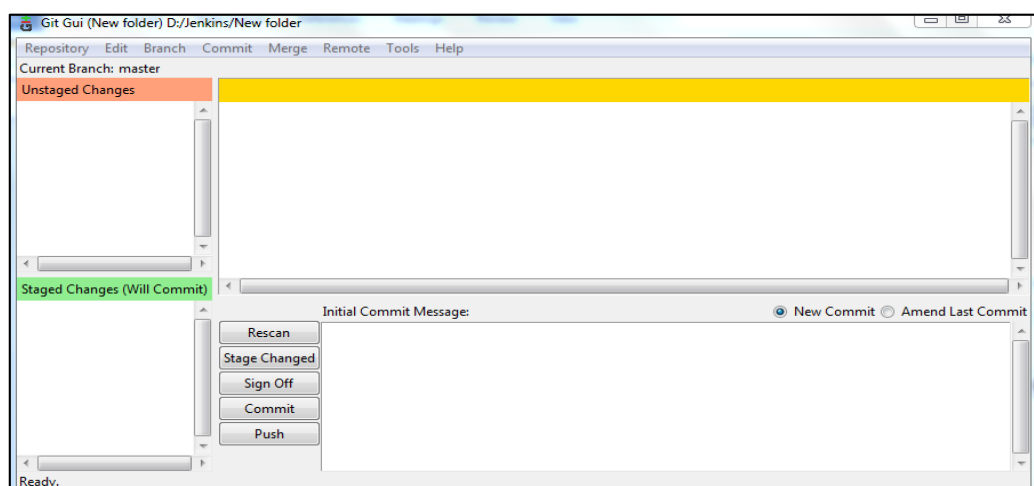 Git Gui (New folder) D:/Jenkins/New folder
Repository Edit Branch Commit Merge Remote Tools Help
Current Branch: master
Unstaged Changes
Staged Changes (Will Commit)
Initial Commit Message:
New Commit Amend Last Commit
Rescan
Stage Changed
Sign Off
Commit
Push
Ready.